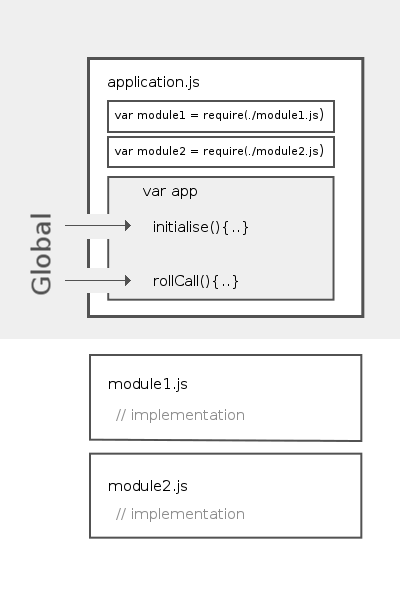 application.js
var module1 = require(./module1.js)
var module2 = require(./module2.js)
var app
Global
initialise(){..}
rollCall(){..}
module1.js
// implementation
module2.js
// implementation